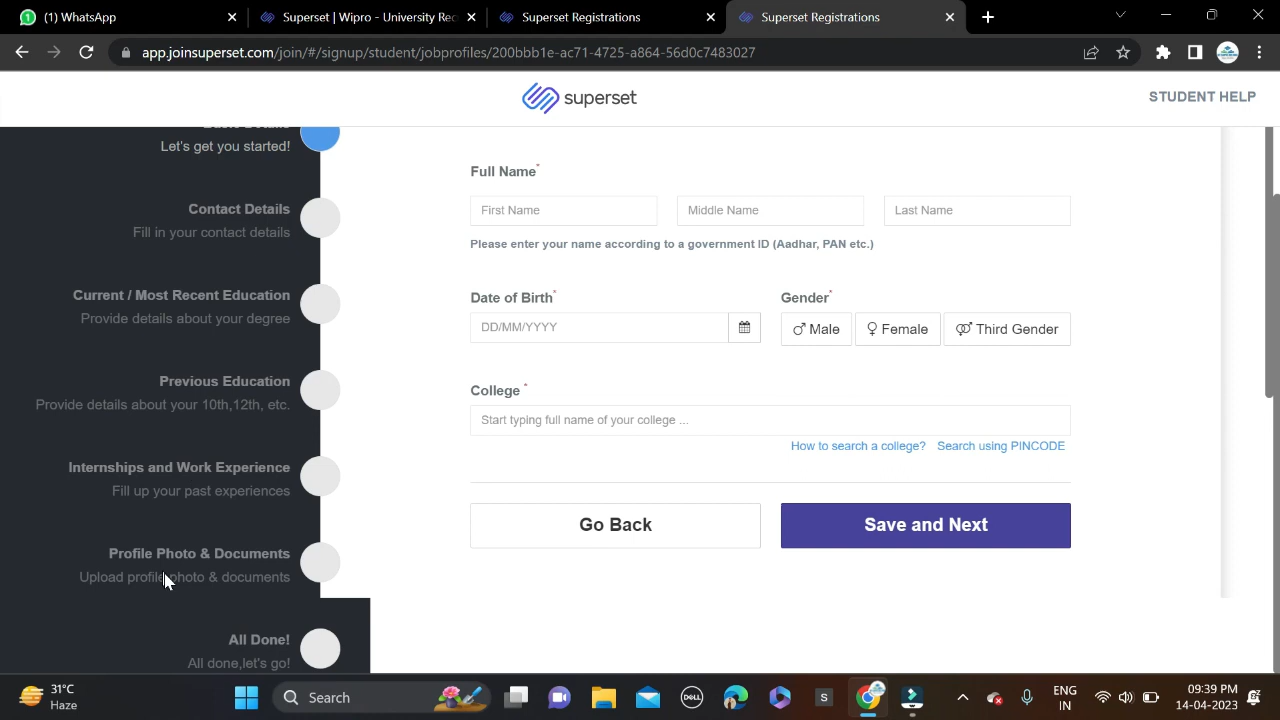 (1) WhatsApp
Superset | Wipro - University Rec
Superset Registrations
Superset Registrations
app.joinsuperset.com/join/#/signup/student/jobprofiles/200bbb1e-ac71-4725-a864-56d0c7483027
superset
STUDENT HELP
Basic Details
Let's get you started!
Contact Details
Fill in your contact details
Current / Most Recent Education
Provide details about your degree
Previous Education
Provide details about your 10th,12th, etc.
Internships and Work Experience
Fill up your past experiences
Profile Photo & Documents
Upload profile photo & documents
All Done!
All done,let's go!
Full Name*
First Name
Middle Name
Last Name
Please enter your name according to a government ID (Aadhar, PAN etc.)
Date of Birth*
DD/MM/YYYY
Gender*
Male
Female
Third Gender
College *
Start typing full name of your college ...
How to search a college?
Search using PINCODE
Go Back
Save and Next
31°C
Haze
Search
DELL
S
ENG
IN
09:39 PM
14-04-2023